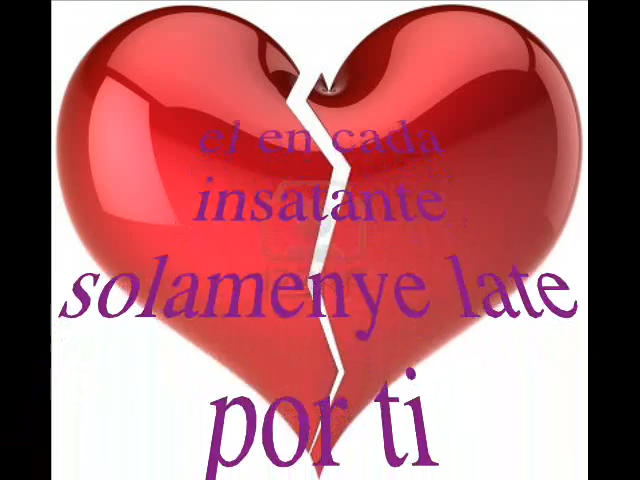 el en cada
insatante
solamenye late
por ti